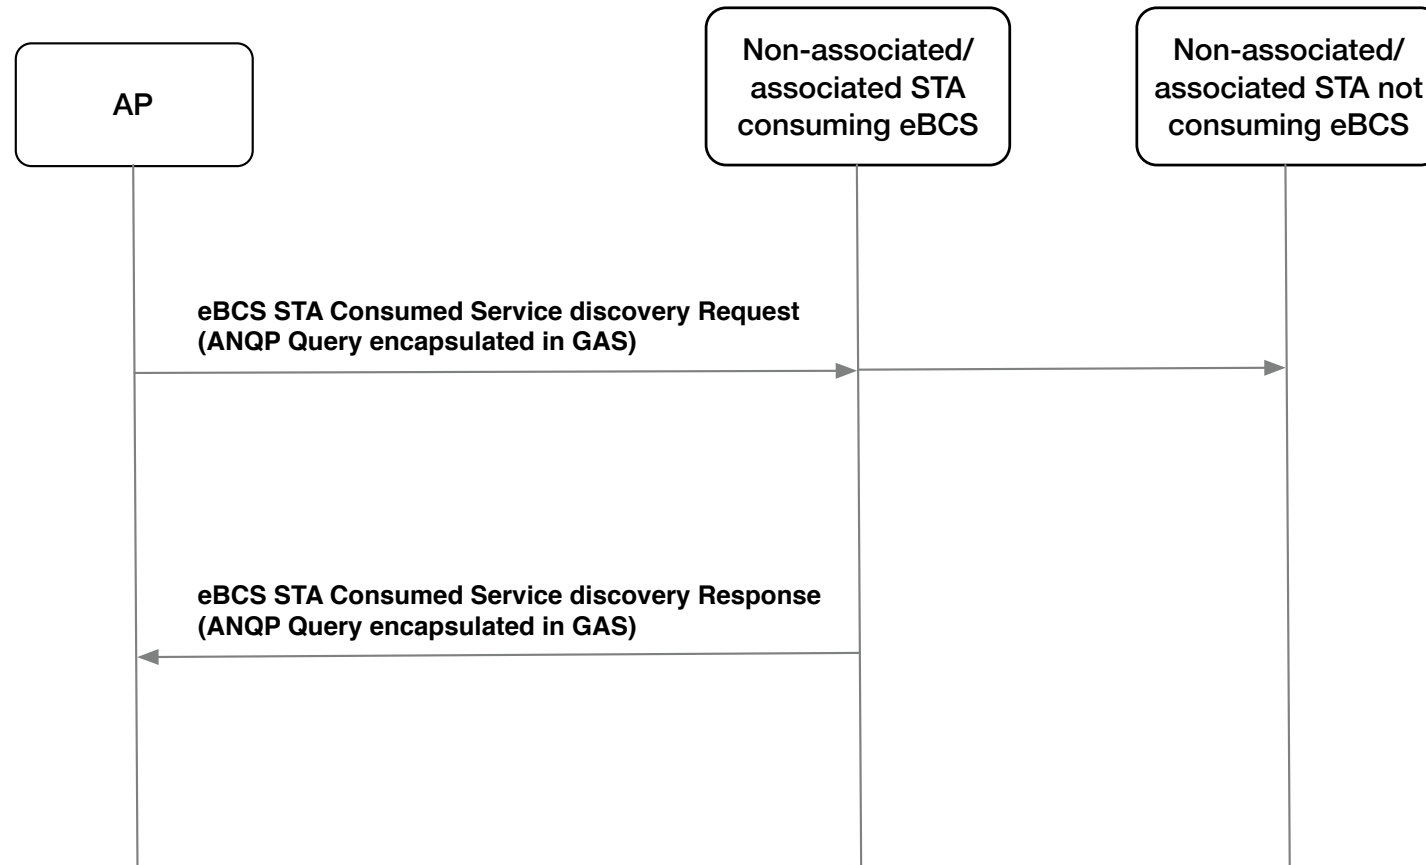 AP
Non-associated/
associated STA
consuming eBCS
Non-associated/
associated STA not
consuming eBCS
eBCS STA Consumed Service discovery Request
(ANQP Query encapsulated in GAS)
eBCS STA Consumed Service discovery Response
(ANQP Query encapsulated in GAS)